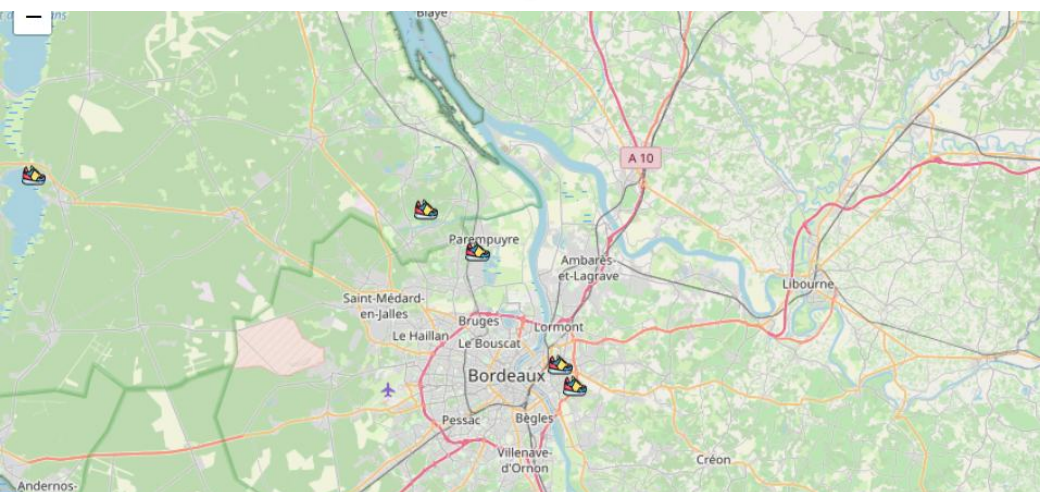 Blaye
A 10
Parempuyre
Ambarès-
et-Lagrave
Libourne
Saint-Médard-
en-Jalles
Bruges
Lormont
Le Haillan
Le Bouscat
Bordeaux
Pessac
Bègles
Villenave-
d'Ornon
Créon
Andernos-